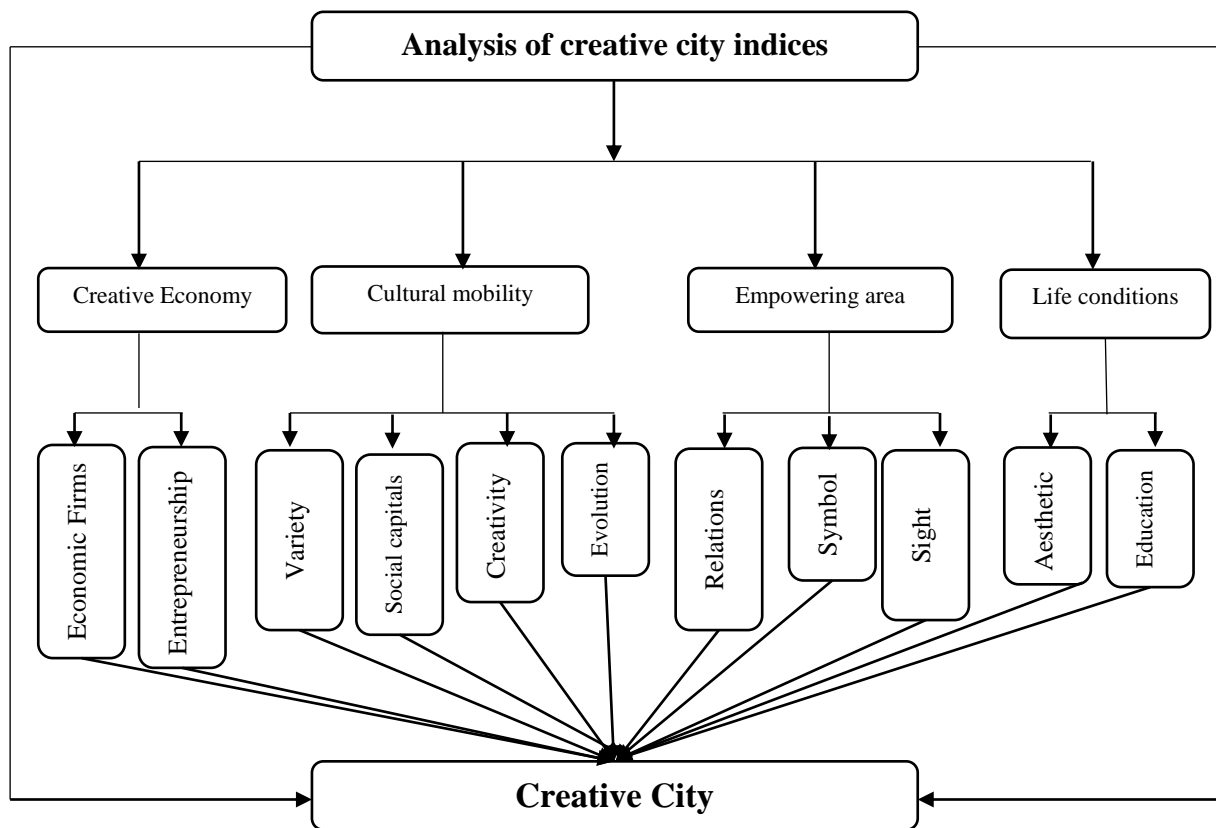 Analysis of creative city indices
Creative Economy
Cultural mobility
Empowering area
Life conditions
Economic Firms
Entrepreneurship
Variety
Social capitals
Creativity
Evolution
Relations
Symbol
Sight
Aesthetic
Education
Creative City